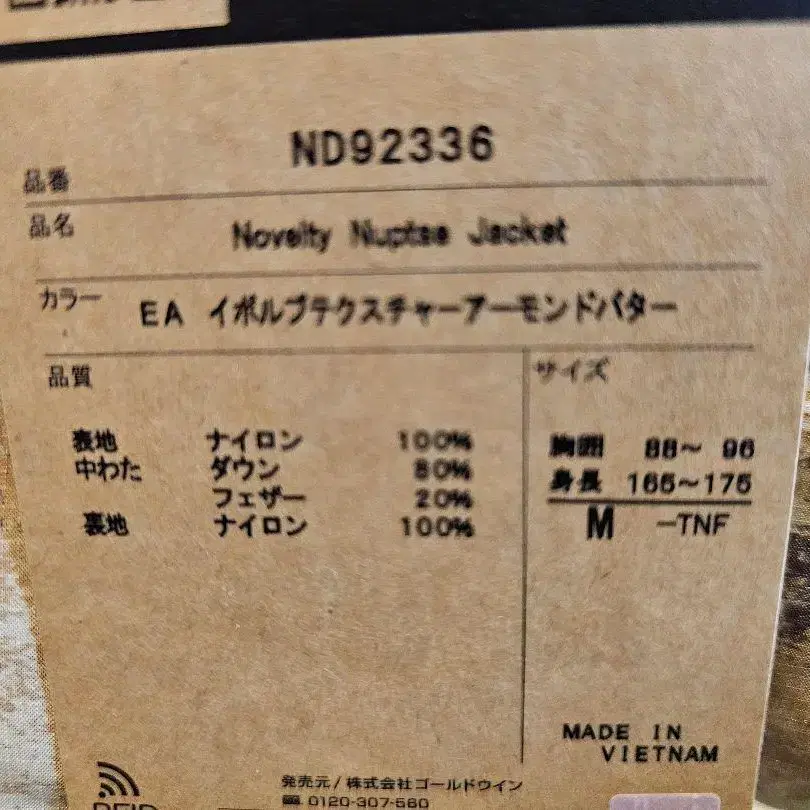 ND92336
品番
品名 Novelty Nuptse Jacket
カラー EA イボルブテクスチャーアーモンドバター
品質 サイズ
表地 ナイロン 100% 胸囲 88～ 96
中わた ダウン 80% 身長 165～175
フェザー 20%
裏地 ナイロン 100% M -TNF
MADE IN
VIETNAM
発売元/株式会社ゴールドウイン
RFID 0120-307-560